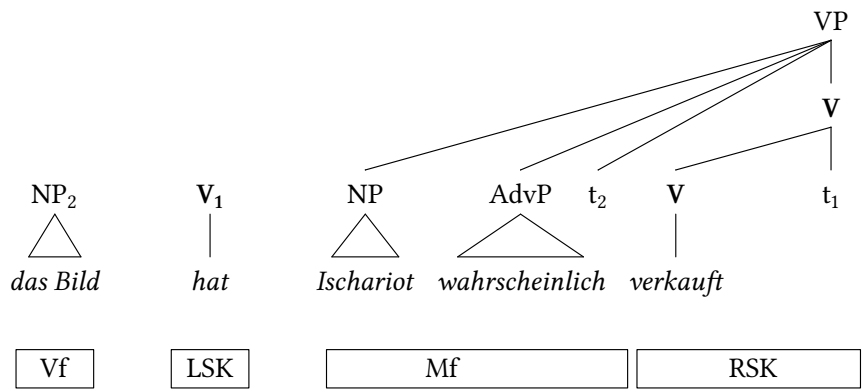 VP
V
NP₂ V₁ NP AdvP t₂ V t₁
das Bild hat Ischariot wahrscheinlich verkauft
Vf LSK Mf RSK